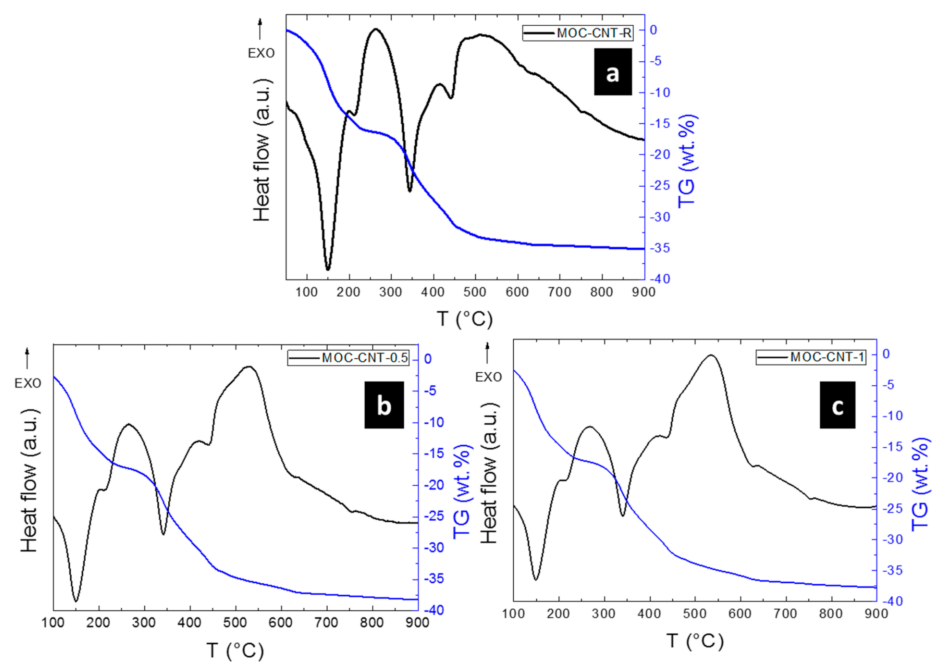 MOC-CNT-R
EXO
a
Heat flow (a.u.)
TG (wt.%)
0
-5
-10
-15
-20
-25
-30
-35
-40
100 200 300 400 500 600 700 800 900
T (°C)
MOC-CNT-0.5
EXO
b
Heat flow (a.u.)
TG (wt.%)
0
-5
-10
-15
-20
-25
-30
-35
-40
100 200 300 400 500 600 700 800 900
T (°C)
MOC-CNT-1
EXO
c
Heat flow (a.u.)
TG (wt.%)
0
-5
-10
-15
-20
-25
-30
-35
-40
100 200 300 400 500 600 700 800 900
T (°C)